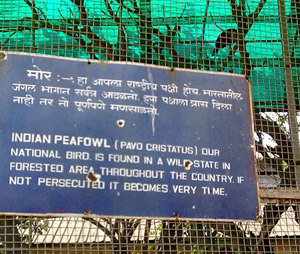 मोर :-- हा आपला राष्ट्रीय पक्षी होय. भारतातील
जंगल भागात सर्वत्र आढळतो. ह्या पक्षाला त्रास दिला
नाही तर तो पूर्णपणे माणसाळतो.
INDIAN PEAFOWL (PAVO CRISTATUS) OUR
NATIONAL BIRD. IS FOUND IN A WILD STATE IN
FORESTED AREA THROUGHOUT THE COUNTRY. IF
NOT PERSECUTED IT BECOMES VERY TIME.